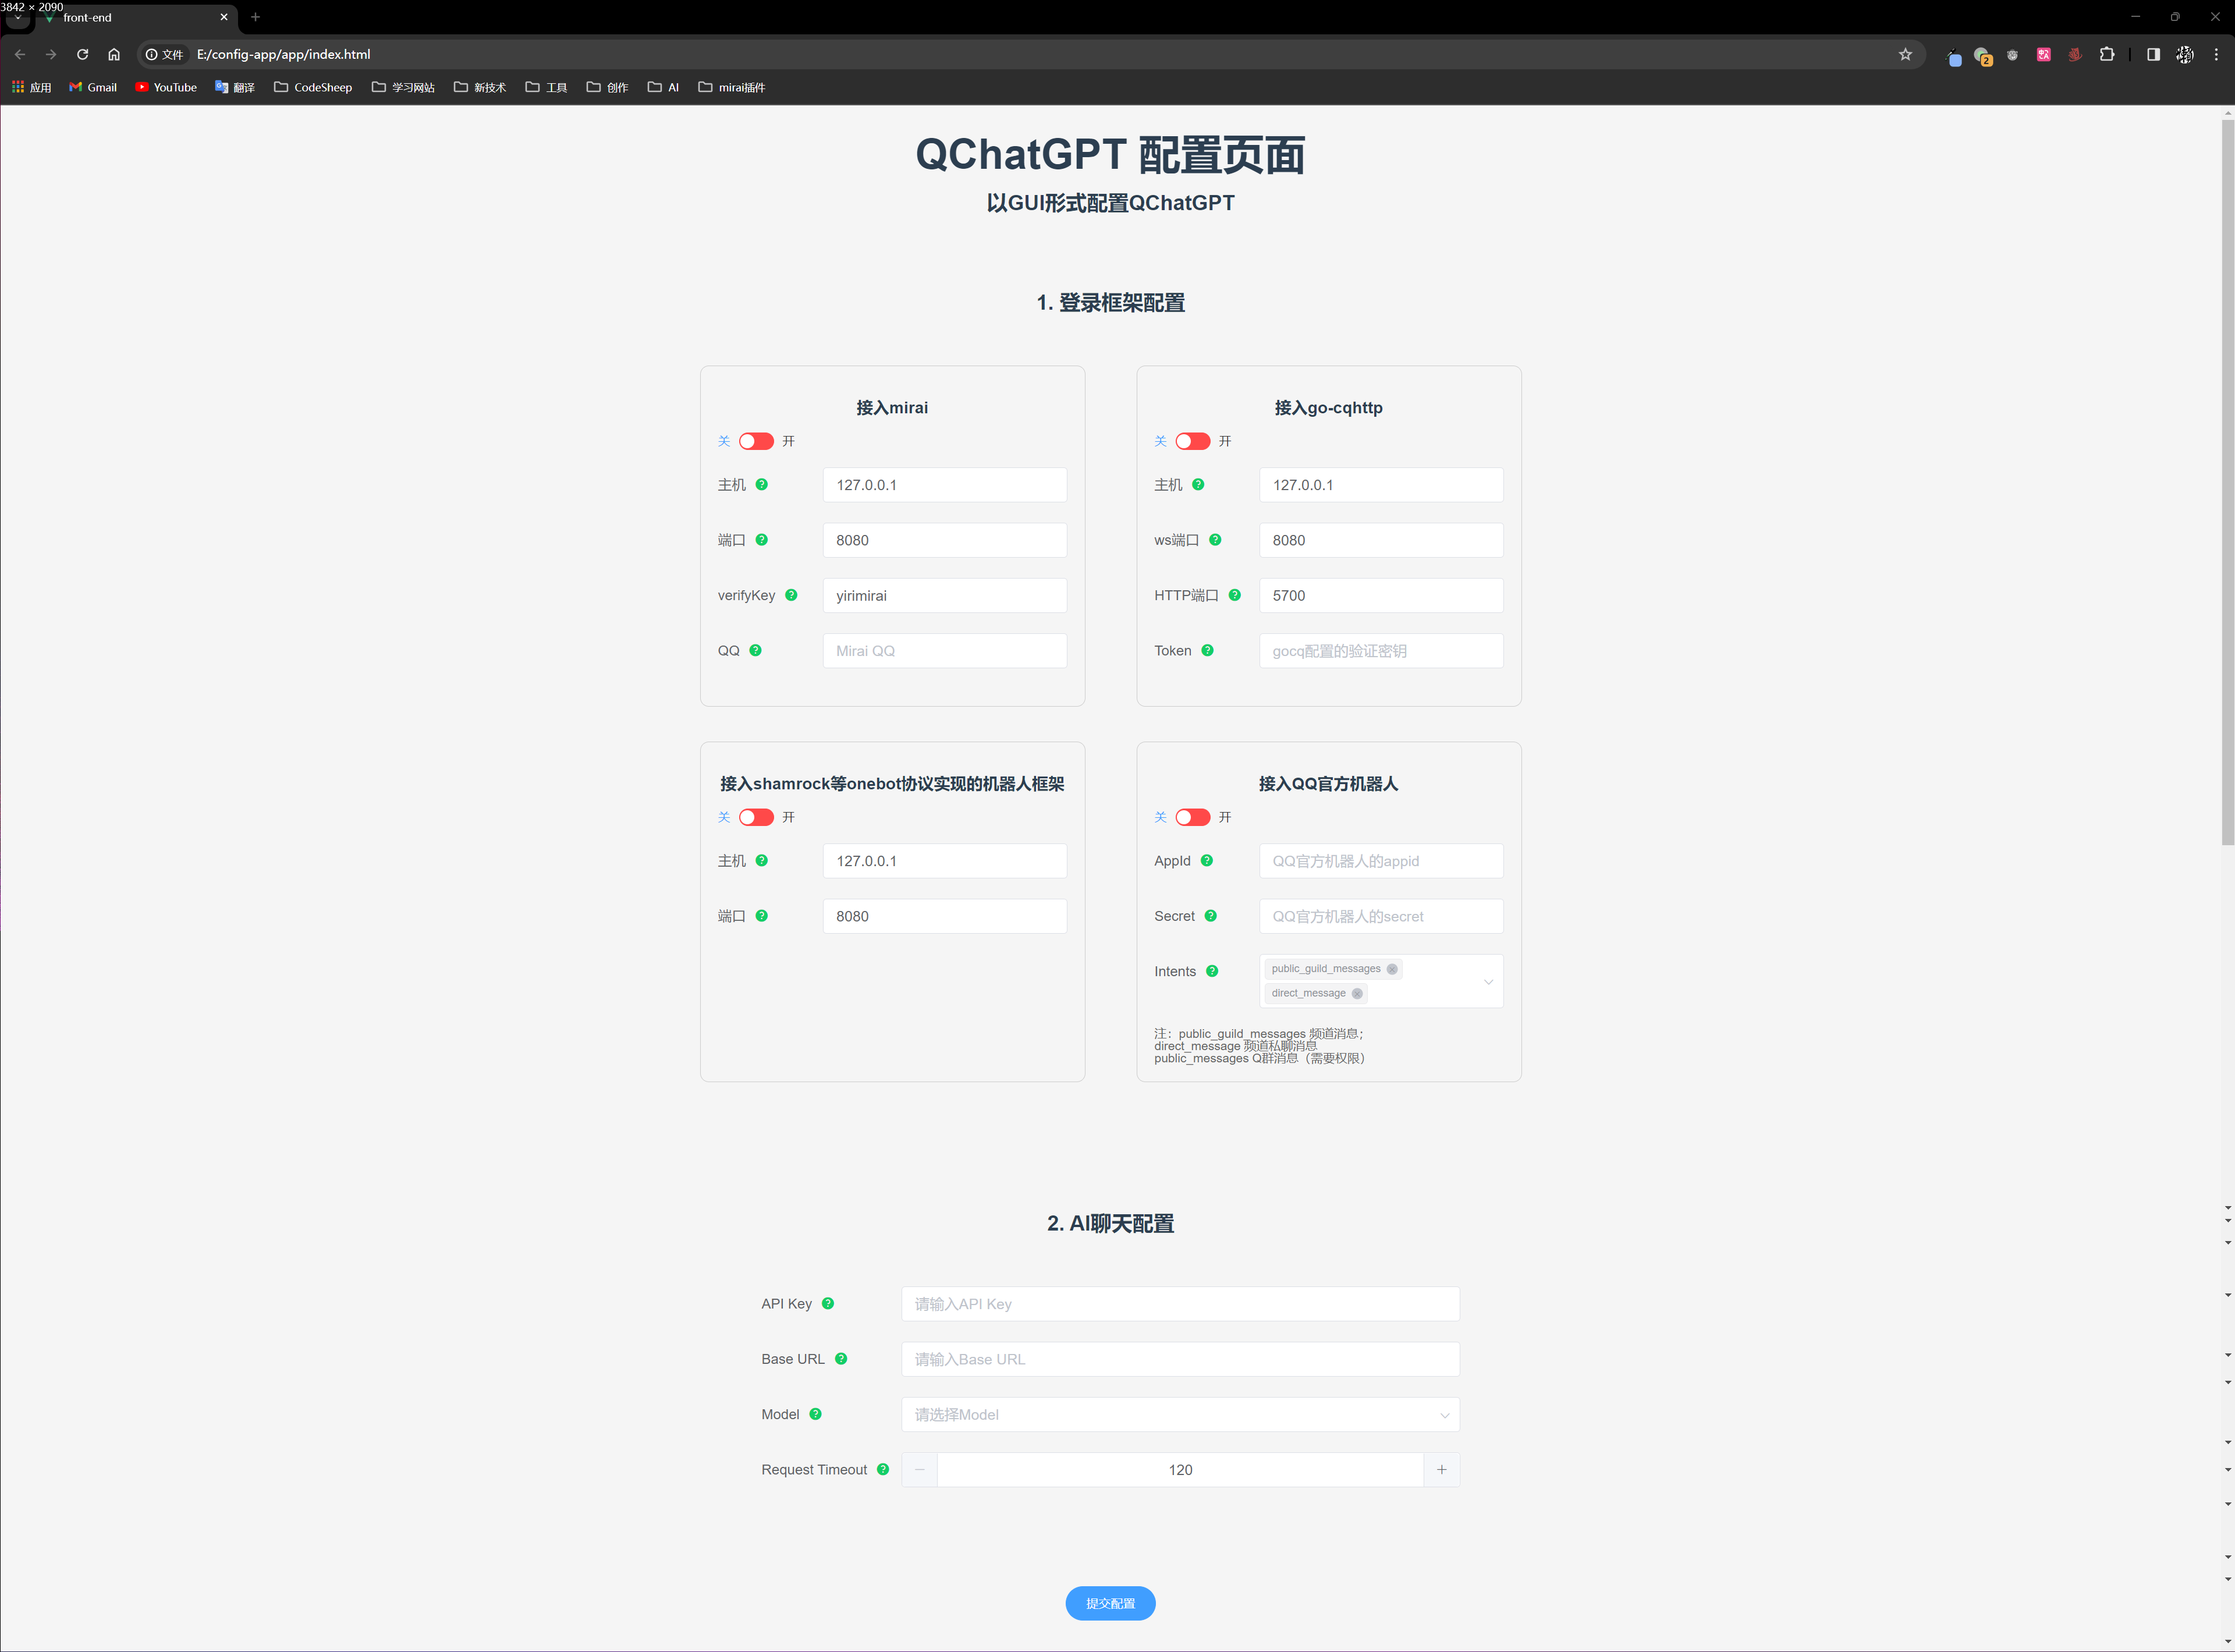 3842 × 2090
front-end
文件
E:/config-app/app/index.html
2
应用
Gmail
YouTube
翻译
CodeSheep
学习网站
新技术
工具
创作
AI
mirai插件
QChatGPT 配置页面
以GUI形式配置QChatGPT
1. 登录框架配置
接入mirai
关 开
主机 ? 127.0.0.1
端口 ? 8080
verifyKey ? yirimirai
QQ ? Mirai QQ
接入go-cqhttp
关 开
主机 ? 127.0.0.1
ws端口 ? 8080
HTTP端口 ? 5700
Token ? gocq配置的验证密钥
接入shamrock等onebot协议实现的机器人框架
关 开
主机 ? 127.0.0.1
端口 ? 8080
接入QQ官方机器人
关 开
AppId ? QQ官方机器人的appid
Secret ? QQ官方机器人的secret
Intents ? public_guild_messages
direct_message
注：public_guild_messages 频道消息；
direct_message 频道私聊消息
public_messages Q群消息（需要权限）
2. AI聊天配置
API Key ? 请输入API Key
Base URL ? 请输入Base URL
Model ? 请选择Model
Request Timeout ? 120
提交配置